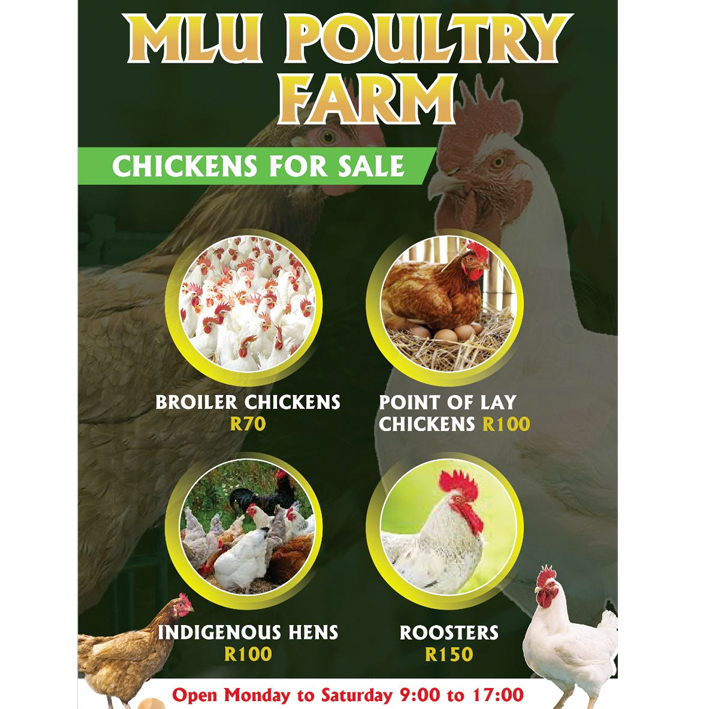 MLU POULTRY
FARM
CHICKENS FOR SALE
BROILER CHICKENS
R70
POINT OF LAY
CHICKENS R100
INDIGENOUS HENS
R100
ROOSTERS
R150
Open Monday to Saturday 9:00 to 17:00